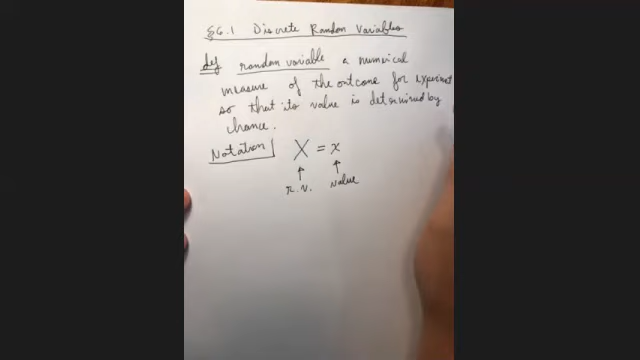 §6.1 Discrete Random Variables
def random variable a numerical
measure of the outcome for experiment
so that its value is determined by
chance.
Notation X = x
r.v. value